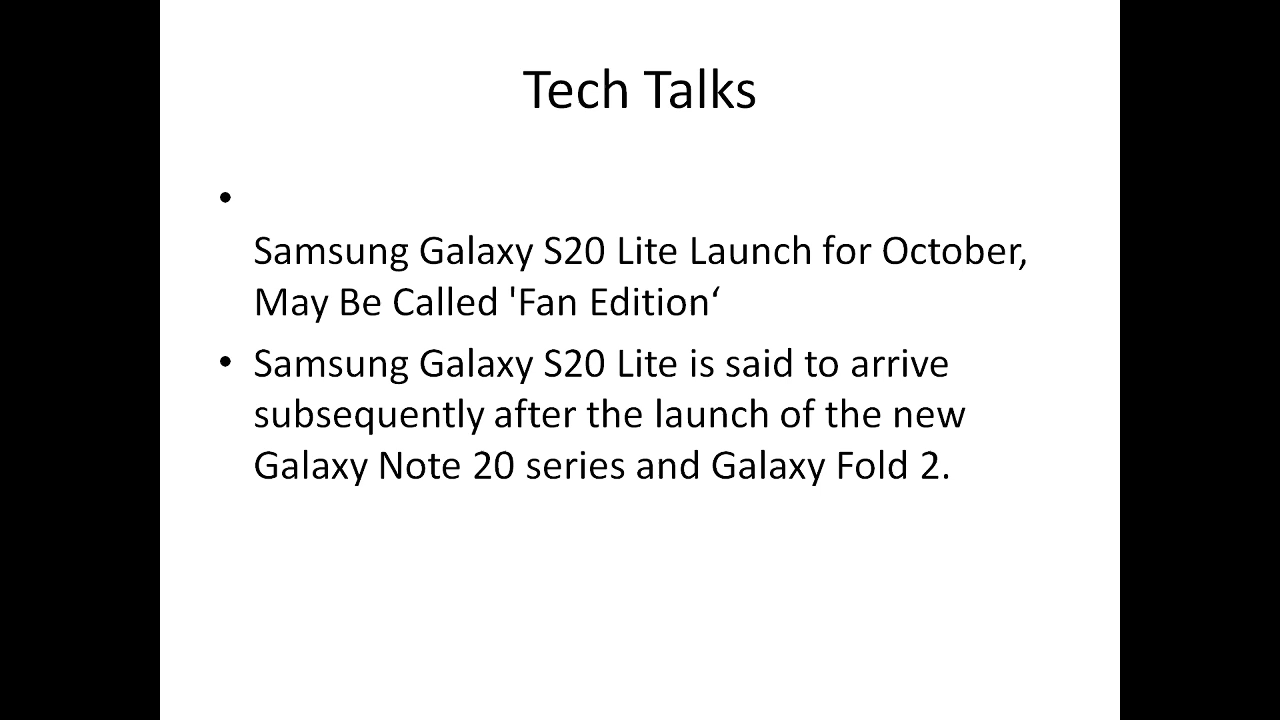 Tech Talks
•
Samsung Galaxy S20 Lite Launch for October,
May Be Called 'Fan Edition‘
• Samsung Galaxy S20 Lite is said to arrive
subsequently after the launch of the new
Galaxy Note 20 series and Galaxy Fold 2.